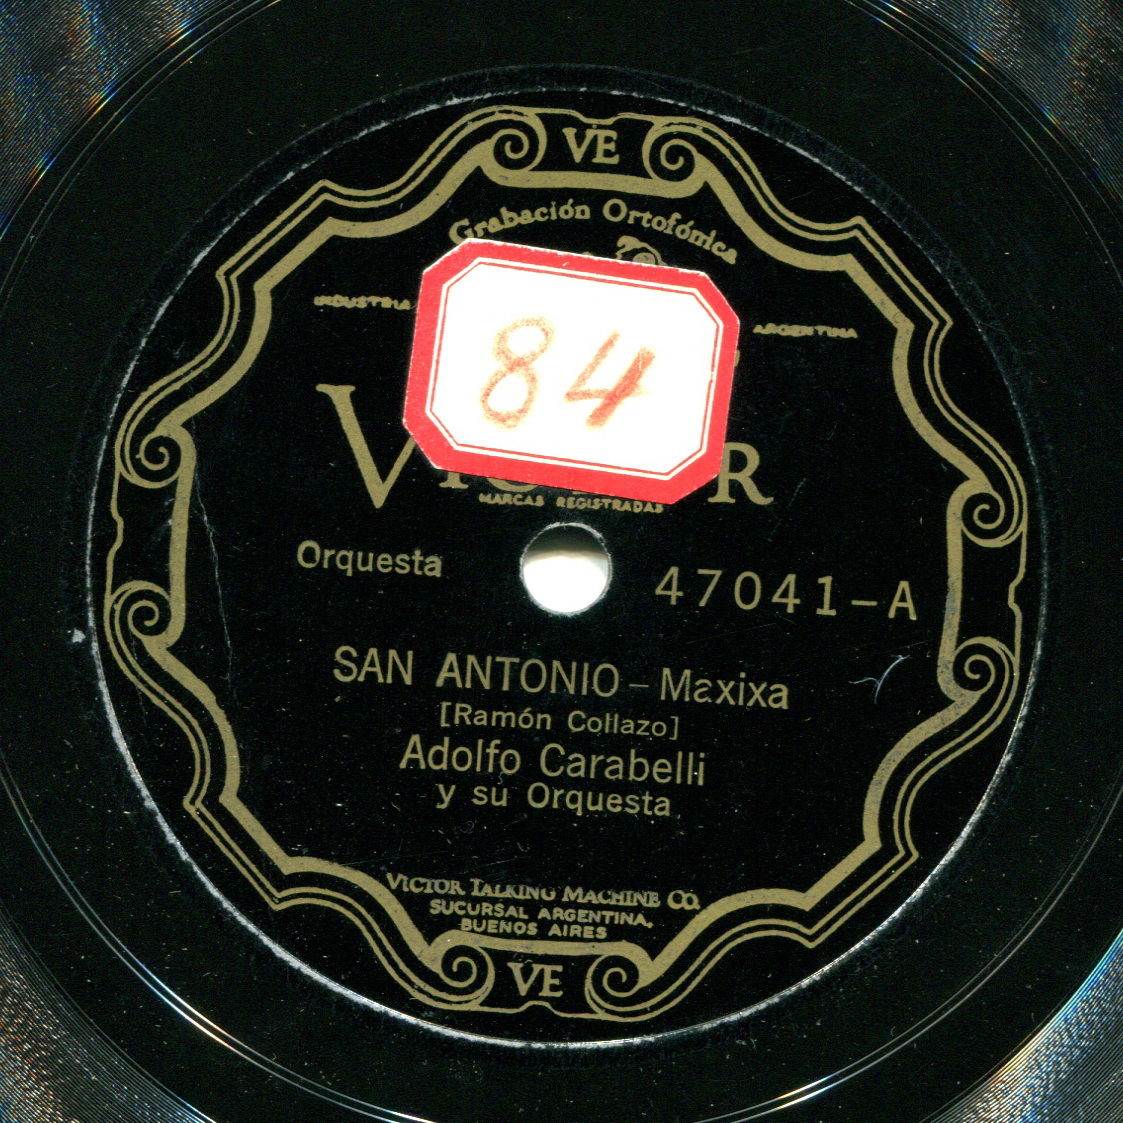 VE
Grabación Ortofónica
INDUSTRIA ARGENTINA
84
MARCAS REGISTRADAS
Orquesta
47041-A
SAN ANTONIO - Maxixa
[Ramón Collazo]
Adolfo Carabelli
y su Orquesta
VICTOR TALKING MACHINE CO.
SUCURSAL ARGENTINA,
BUENOS AIRES
VE